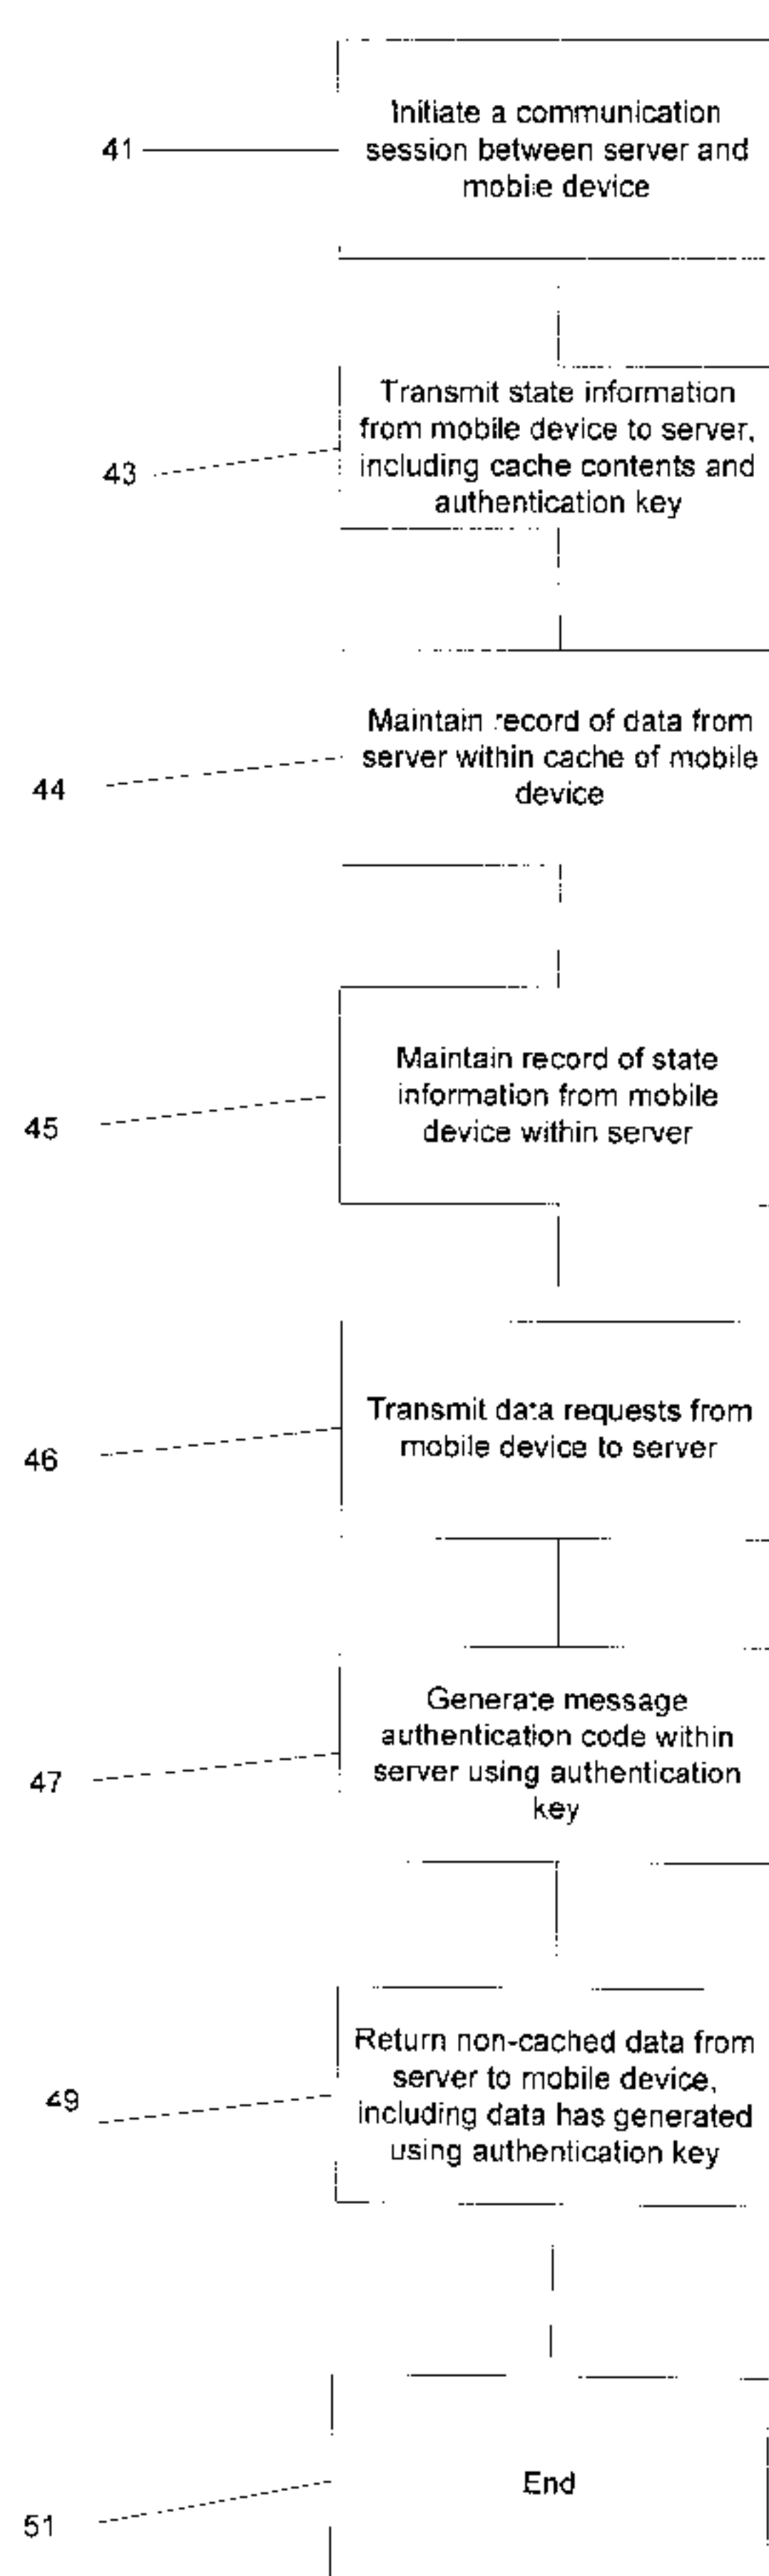 Initiate a communication
41
session between server and
mobile device
Transmit state information
from mobile device to server,
43
including cache contents and
authentication key
Maintain record of data from
server within cache of mobile
44
device
Maintain record of state
information from mobile
45
device within server
Transmit data requests from
mobile device to server
46
Generate message
authentication code within
server using authentication
47
key
Return non-cached data from
server to mobile device,
49
including data has generated
using authentication key
End
51